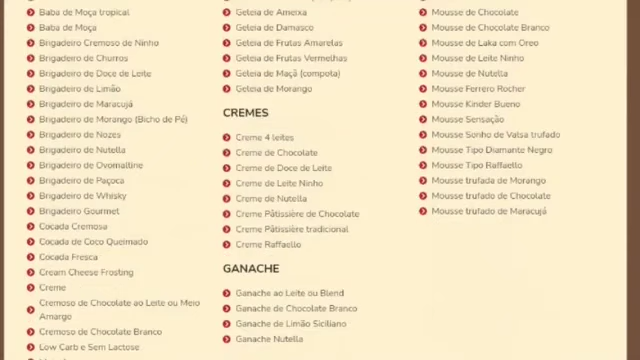 Baba de Moça tropical
Baba de Moça
Brigadeiro Cremoso de Ninho
Brigadeiro de Churros
Brigadeiro de Doce de Leite
Brigadeiro de Limão
Brigadeiro de Maracujá
Brigadeiro de Morango (Bicho de Pé)
Brigadeiro de Nozes
Brigadeiro de Nutella
Brigadeiro de Ovomaltine
Brigadeiro de Paçoca
Brigadeiro de Whisky
Brigadeiro Gourmet
Cocada Cremosa
Cocada de Coco Queimado
Cocada Fresca
Cream Cheese Frosting
Creme
Cremoso de Chocolate ao Leite ou Meio
Amargo
Cremoso de Chocolate Branco
Low Carb e Sem Lactose
Geleia de Ameixa
Geleia de Damasco
Geleia de Frutas Amarelas
Geleia de Frutas Vermelhas
Geleia de Maçã (compota)
Geleia de Morango
CREMES
Creme 4 leites
Creme de Chocolate
Creme de Doce de Leite
Creme de Leite Ninho
Creme de Nutella
Creme Pâtissière de Chocolate
Creme Pâtissière tradicional
Creme Raffaello
GANACHE
Ganache ao Leite ou Blend
Ganache de Chocolate Branco
Ganache de Limão Siciliano
Ganache Nutella
Mousse de Chocolate
Mousse de Chocolate Branco
Mousse de Laka com Oreo
Mousse de Leite Ninho
Mousse de Nutella
Mousse Ferrero Rocher
Mousse Kinder Bueno
Mousse Sensação
Mousse Sonho de Valsa trufado
Mousse Tipo Diamante Negro
Mousse Tipo Raffaello
Mousse trufada de Morango
Mousse trufado de Chocolate
Mousse trufado de Maracujá